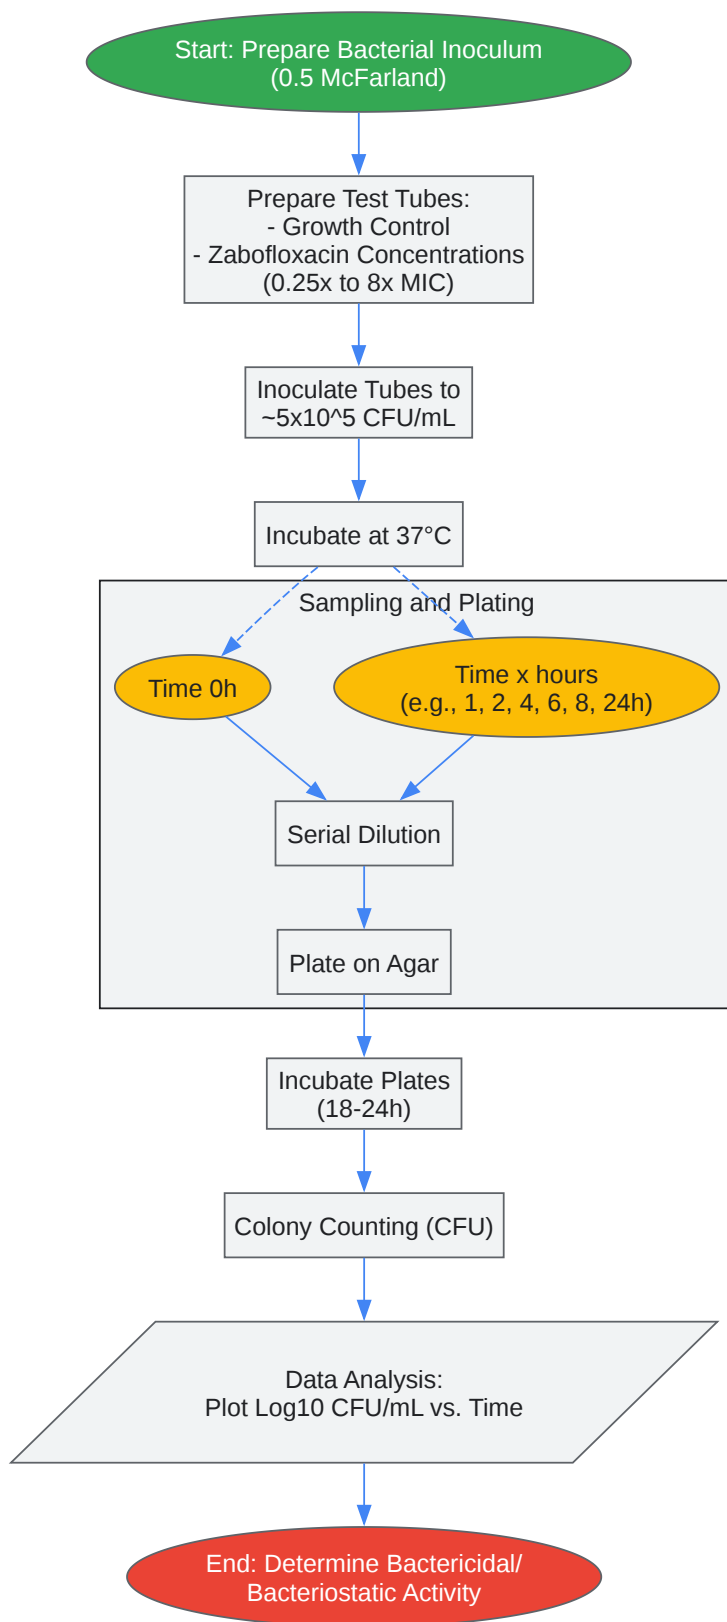 Start: Prepare Bacterial Inoculum
(0.5 McFarland)
Prepare Test Tubes:
- Growth Control
- Zabofloxacin Concentrations
(0.25x to 8x MIC)
Inoculate Tubes to
~5x10^5 CFU/mL
Incubate at 37°C
Sampling and Plating
Time 0h
Time x hours
(e.g., 1, 2, 4, 6, 8, 24h)
Serial Dilution
Plate on Agar
Incubate Plates
(18-24h)
Colony Counting (CFU)
Data Analysis:
Plot Log10 CFU/mL vs. Time
End: Determine Bactericidal/
Bacteriostatic Activity